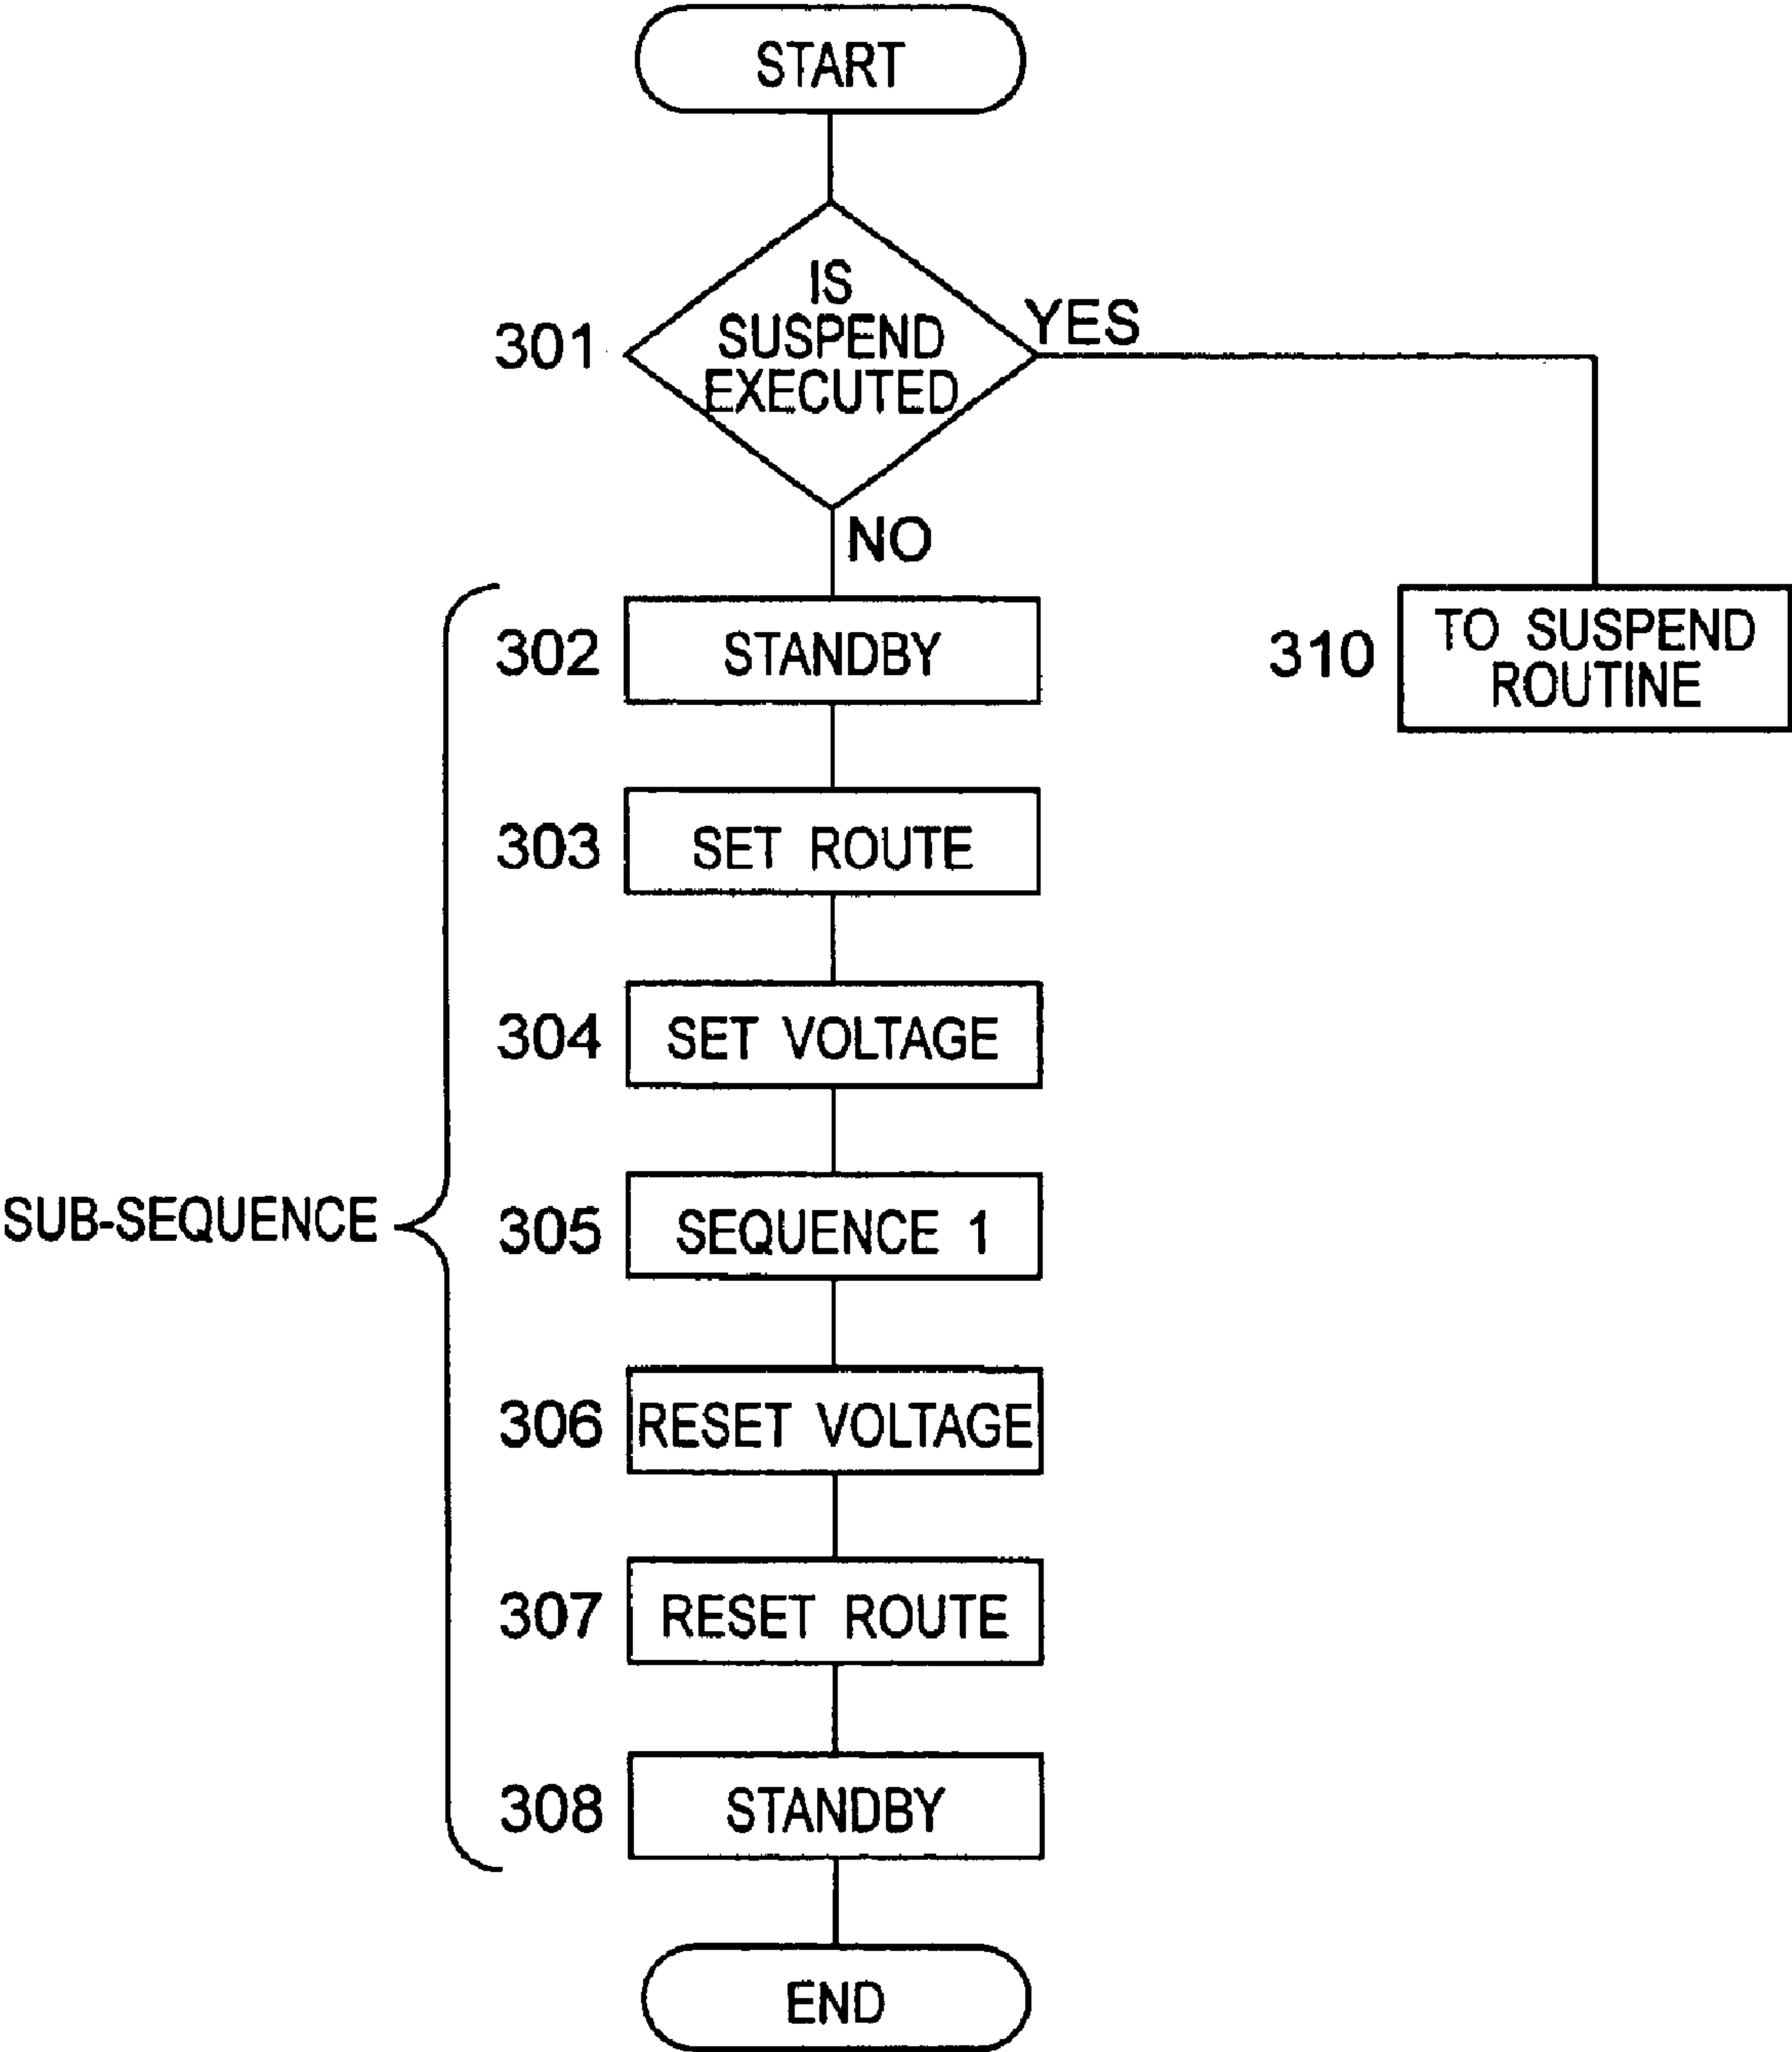 START
301
IS
SUSPEND
EXECUTED
YES
NO
302
STANDBY
310
TO SUSPEND
ROUTINE
303
SET ROUTE
304
SET VOLTAGE
SUB-SEQUENCE
305
SEQUENCE 1
306
RESET VOLTAGE
307
RESET ROUTE
308
STANDBY
END